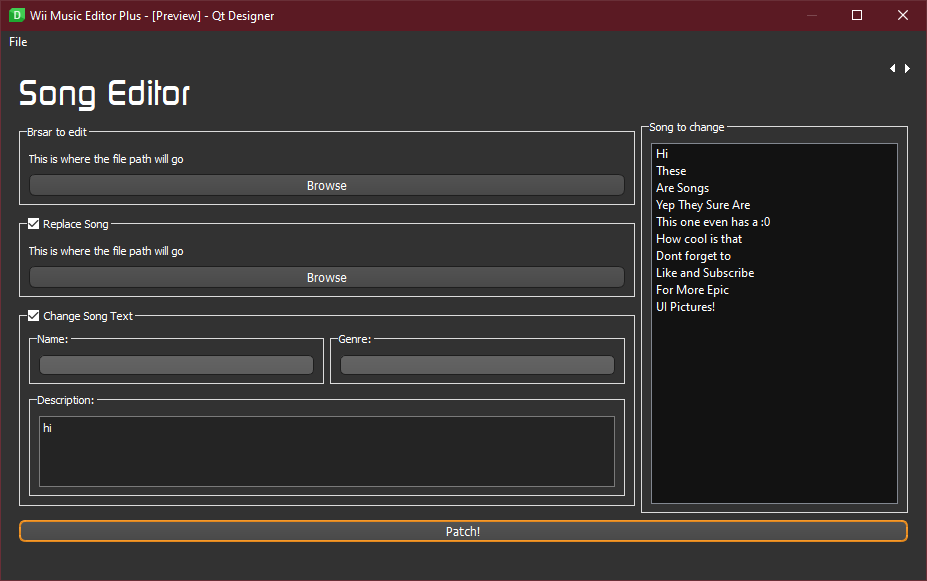 Wii Music Editor Plus - [Preview] - Qt Designer
File
Song Editor
Brsar to edit
This is where the file path will go
Browse
Replace Song
This is where the file path will go
Browse
Change Song Text
Name:
Genre:
Description:
hi
Song to change
Hi
These
Are Songs
Yep They Sure Are
This one even has a :0
How cool is that
Dont forget to
Like and Subscribe
For More Epic
UI Pictures!
Patch!